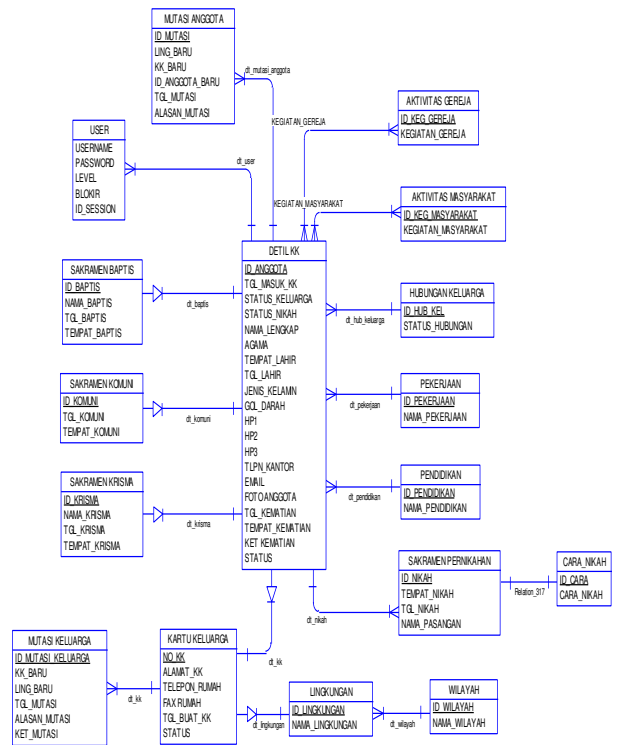 MUTASI ANGGOTA
ID_MUTASI
LING_BARU
KK_BARU
ID_ANGGOTA_BARU
TGL_MUTASI
ALASAN_MUTASI
dt_mutasi_anggota
AKTIVITAS GEREJA
ID_KEG_GEREJA
KEGIATAN_GEREJA
KEGIATAN_GEREJA
USER
USERNAME
PASSWORD
LEVEL
BLOKIR
ID_SESSION
dt_user
AKTIVITAS MASYARAKAT
ID_KEG_MASYARAKAT
KEGIATAN_MASYARAKAT
KEGIATAN_MASYARAKAT
DETIL KK
ID_ANGGOTA
TGL_MASUK_KK
STATUS_KELUARGA
STATUS_NIKAH
NAMA_LENGKAP
AGAMA
TEMPAT_LAHIR
TGL_LAHIR
JENIS_KELAMIN
GOL_DARAH
HP1
HP2
HP3
TLPN_KANTOR
EMAIL
FOTOANGGOTA
TGL_KEMATIAN
TEMPAT_KEMATIAN
KET KEMATIAN
STATUS
SAKRAMEN BAPTIS
ID_BAPTIS
NAMA_BAPTIS
TGL_BAPTIS
TEMPAT_BAPTIS
dt_baptis
HUBUNGAN KELUARGA
ID_HUB_KEL
STATUS_HUBUNGAN
dt_hub_keluarga
SAKRAMEN KOMUNI
ID_KOMUNI
TGL_KOMUNI
TEMPAT_KOMUNI
dt_komuni
PEKERJAAN
ID_PEKERJAAN
NAMA_PEKERJAAN
dt_pekerjaan
SAKRAMEN KRISMA
ID_KRISMA
NAMA_KRISMA
TGL_KRISMA
TEMPAT_KRISMA
dt_krisma
PENDIDIKAN
ID_PENDIDIKAN
NAMA_PENDIDIKAN
dt_pendidikan
SAKRAMEN PERNIKAHAN
ID_NIKAH
TEMPAT_NIKAH
TGL_NIKAH
NAMA_PASANGAN
dt_nikah
Relation_317
CARA_NIKAH
ID_CARA
CARA_NIKAH
MUTASI KELUARGA
ID_MUTASI_KELUARGA
KK_BARU
LING_BARU
TGL_MUTASI
ALASAN_MUTASI
KET_MUTASI
dt_kk
KARTU KELUARGA
NO_KK
ALAMAT_KK
TELEPON_RUMAH
FAX RUMAH
TGL_BUAT_KK
STATUS
dt_kk
dt_lingkungan
LINGKUNGAN
ID_LINGKUNGAN
NAMA_LINGKUNGAN
dt_wilayah
WILAYAH
ID_WILAYAH
NAMA_WILAYAH